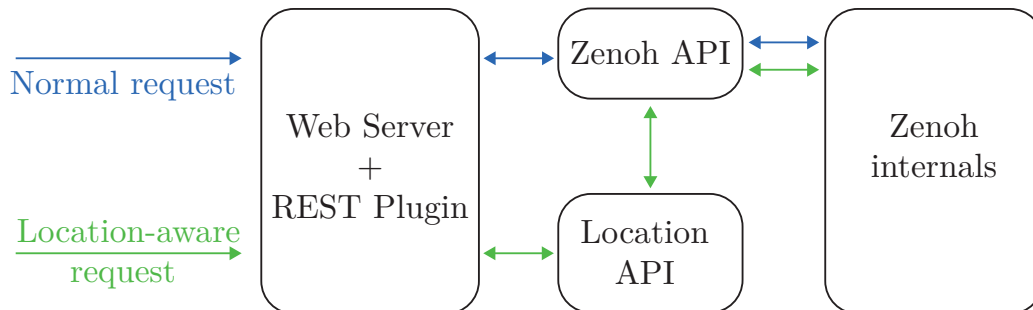 Normal request
Location-aware
request
Web Server
+
REST Plugin
Zenoh API
Location
API
Zenoh
internals